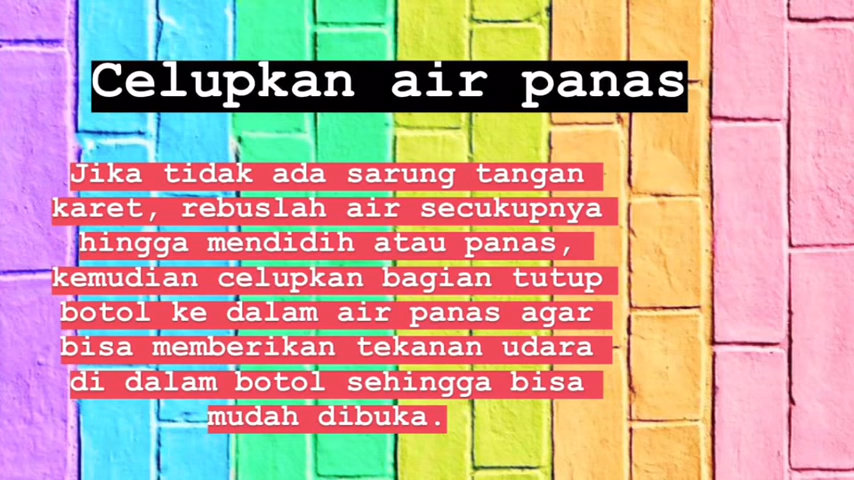 Celupkan air panas
Jika tidak ada sarung tangan
karet, rebuslah air secukupnya
hingga mendidih atau panas,
kemudian celupkan bagian tutup
botol ke dalam air panas agar
bisa memberikan tekanan udara
di dalam botol sehingga bisa
mudah dibuka.